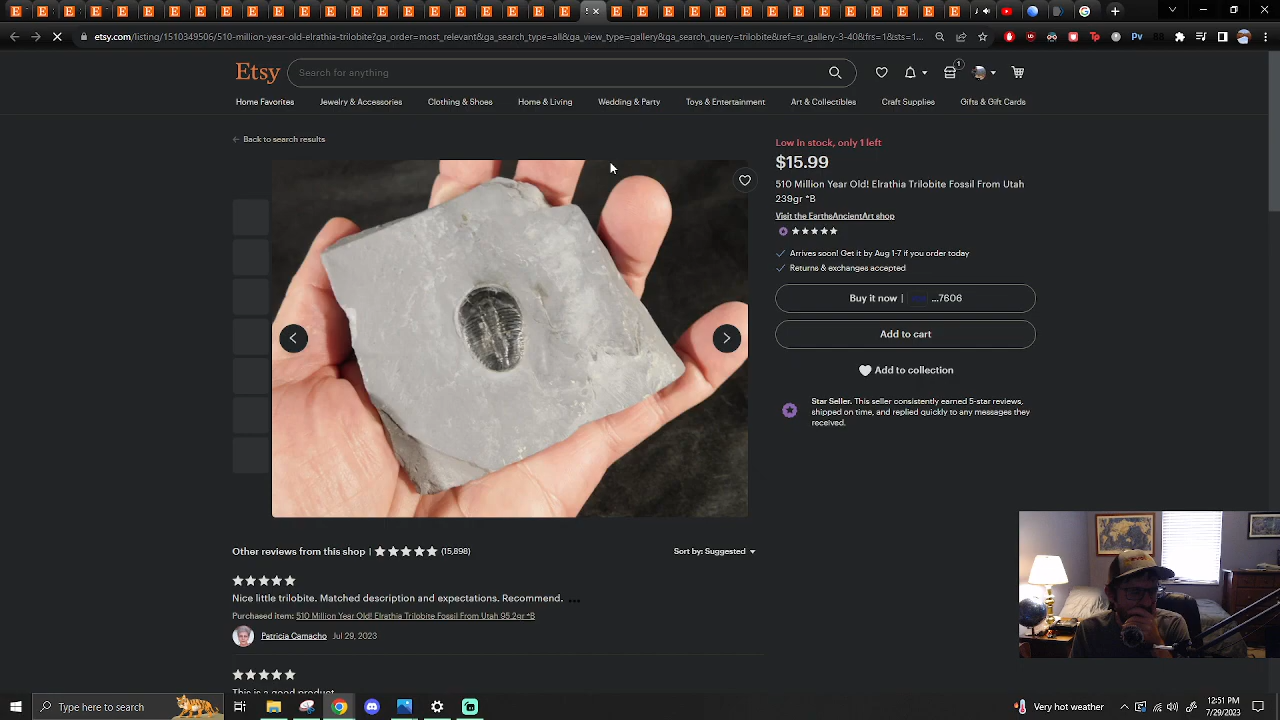 etsy.com/listing/1510349506/510-million-year-old-elrathia-trilobite?ga_order=most_relevant&ga_search_type=all&ga_view_type=gallery&ga_search_query=trilobite&ref=sr_gallery-3-40&frs=1&sts=1...
Etsy
Search for anything
1
Home Favorites Jewelry & Accessories Clothing & Shoes Home & Living Wedding & Party Toys & Entertainment Art & Collectibles Craft Supplies Gifts & Gift Cards
← Back to search results
Low in stock, only 1 left
$15.99
510 Million Year Old! Elrathia Trilobite Fossil From Utah
239gr *B
Visit the EarthsAncientArt shop
Arrives soon! Get it by Aug 1-7 if you order today
Returns & exchanges accepted
Buy it now | ...7606
Add to cart
Add to collection
Star Seller. This seller consistently earned 5-star reviews,
shipped on time, and replied quickly to any messages they
received.
Other reviews from this shop | (15,898)
Sort by: Suggested
Nice little trilobite. Matched description and expectations. Recommend.
Purchased item: 510 Million Year Old! Elrathia Trilobite Fossil From Utah 95.2gr *B
Patricia Camacho Jul 29, 2023
This is a good product
Type here to search
Very hot weather
12:51 PM
7/29/2023